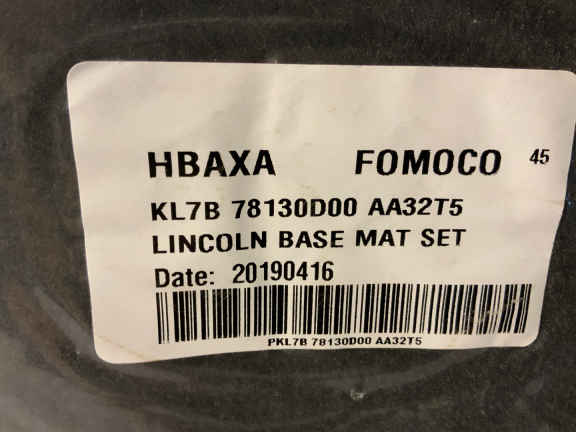 HBAXA FOMOCO 45
KL7B 78130D00 AA32T5
LINCOLN BASE MAT SET
Date: 20190416
PKL7B 78130D00 AA32T5